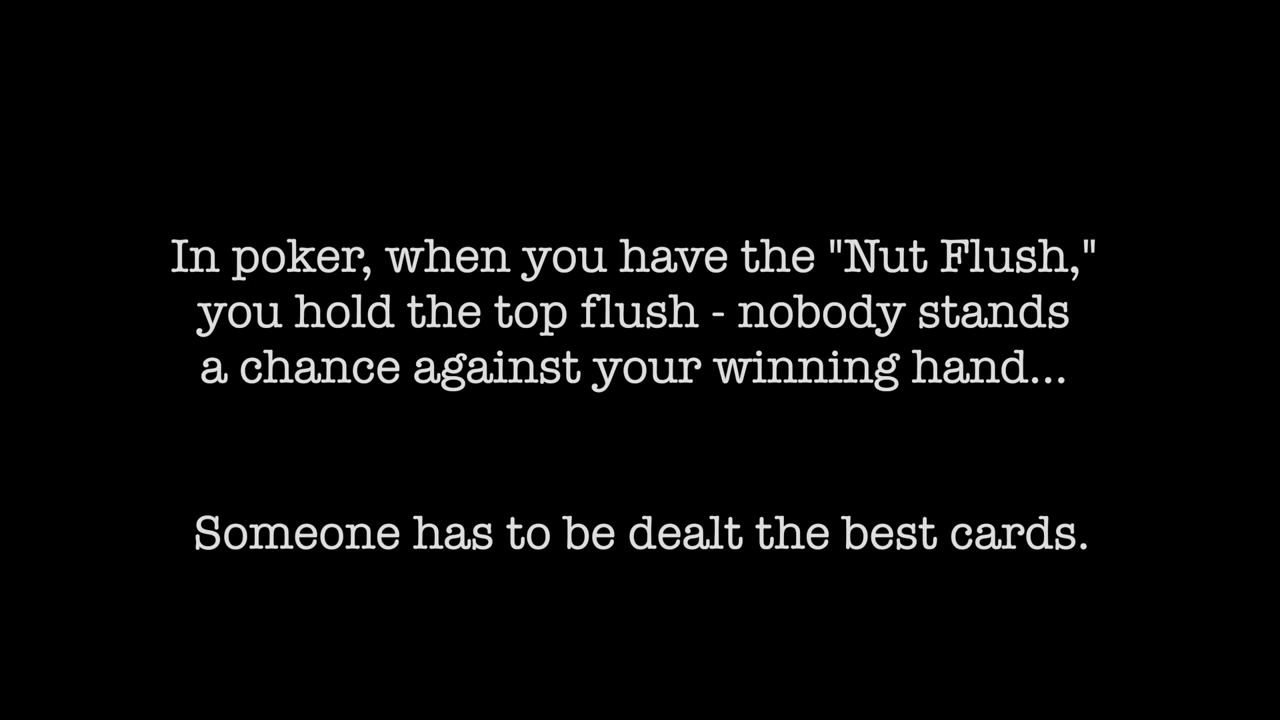 In poker, when you have the "Nut Flush,"
you hold the top flush - nobody stands
a chance against your winning hand...
Someone has to be dealt the best cards.